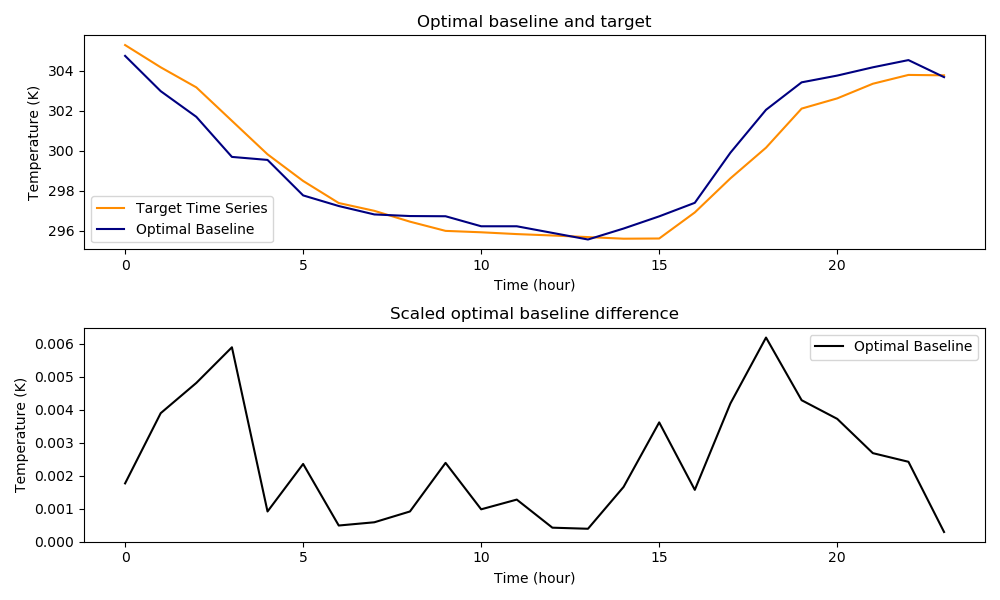 Optimal baseline and target
Temperature (K)
304
302
300
298
296
Target Time Series
Optimal Baseline
0 5 10 15 20
Time (hour)
Scaled optimal baseline difference
Temperature (K)
0.006
0.005
0.004
0.003
0.002
0.001
0.000
Optimal Baseline
0 5 10 15 20
Time (hour)